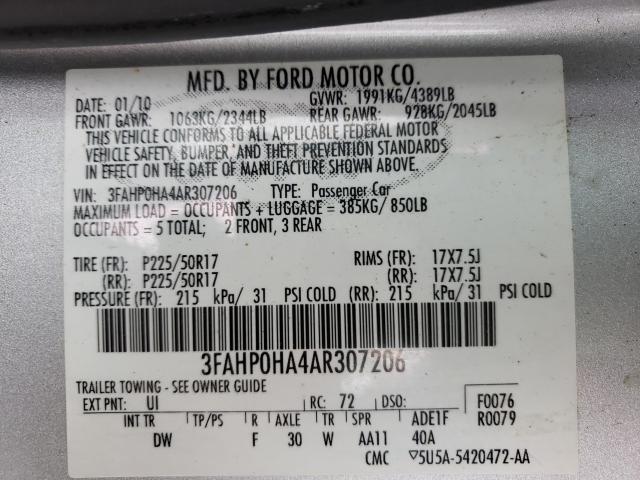 MFD. BY FORD MOTOR CO.
DATE: 01/10 GVWR: 1991KG/4389LB
FRONT GAWR: 1063KG/2344LB REAR GAWR: 928KG/2045LB
THIS VEHICLE CONFORMS TO ALL APPLICABLE FEDERAL MOTOR
VEHICLE SAFETY, BUMPER, AND THEFT PREVENTION STANDARDS
IN EFFECT ON THE DATE OF MANUFACTURE SHOWN ABOVE.
VIN: 3FAHP0HA4AR307206 TYPE: Passenger Car
MAXIMUM LOAD = OCCUPANTS + LUGGAGE = 385KG/ 850LB
OCCUPANTS = 5 TOTAL; 2 FRONT, 3 REAR
TIRE (FR): P225/50R17 RIMS (FR): 17X7.5J
(RR): P225/50R17 (RR): 17X7.5J
PRESSURE (FR): 215 kPa/ 31 PSI COLD (RR): 215 kPa/ 31 PSI COLD
3FAHP0HA4AR307206
TRAILER TOWING - SEE OWNER GUIDE
EXT PNT: UI RC: 72 DSO: F0076
INT TR TP/PS R AXLE TR SPR ADE1F R0079
DW F 30 W AA11 40A
CMC ▽5U5A-5420472-AA